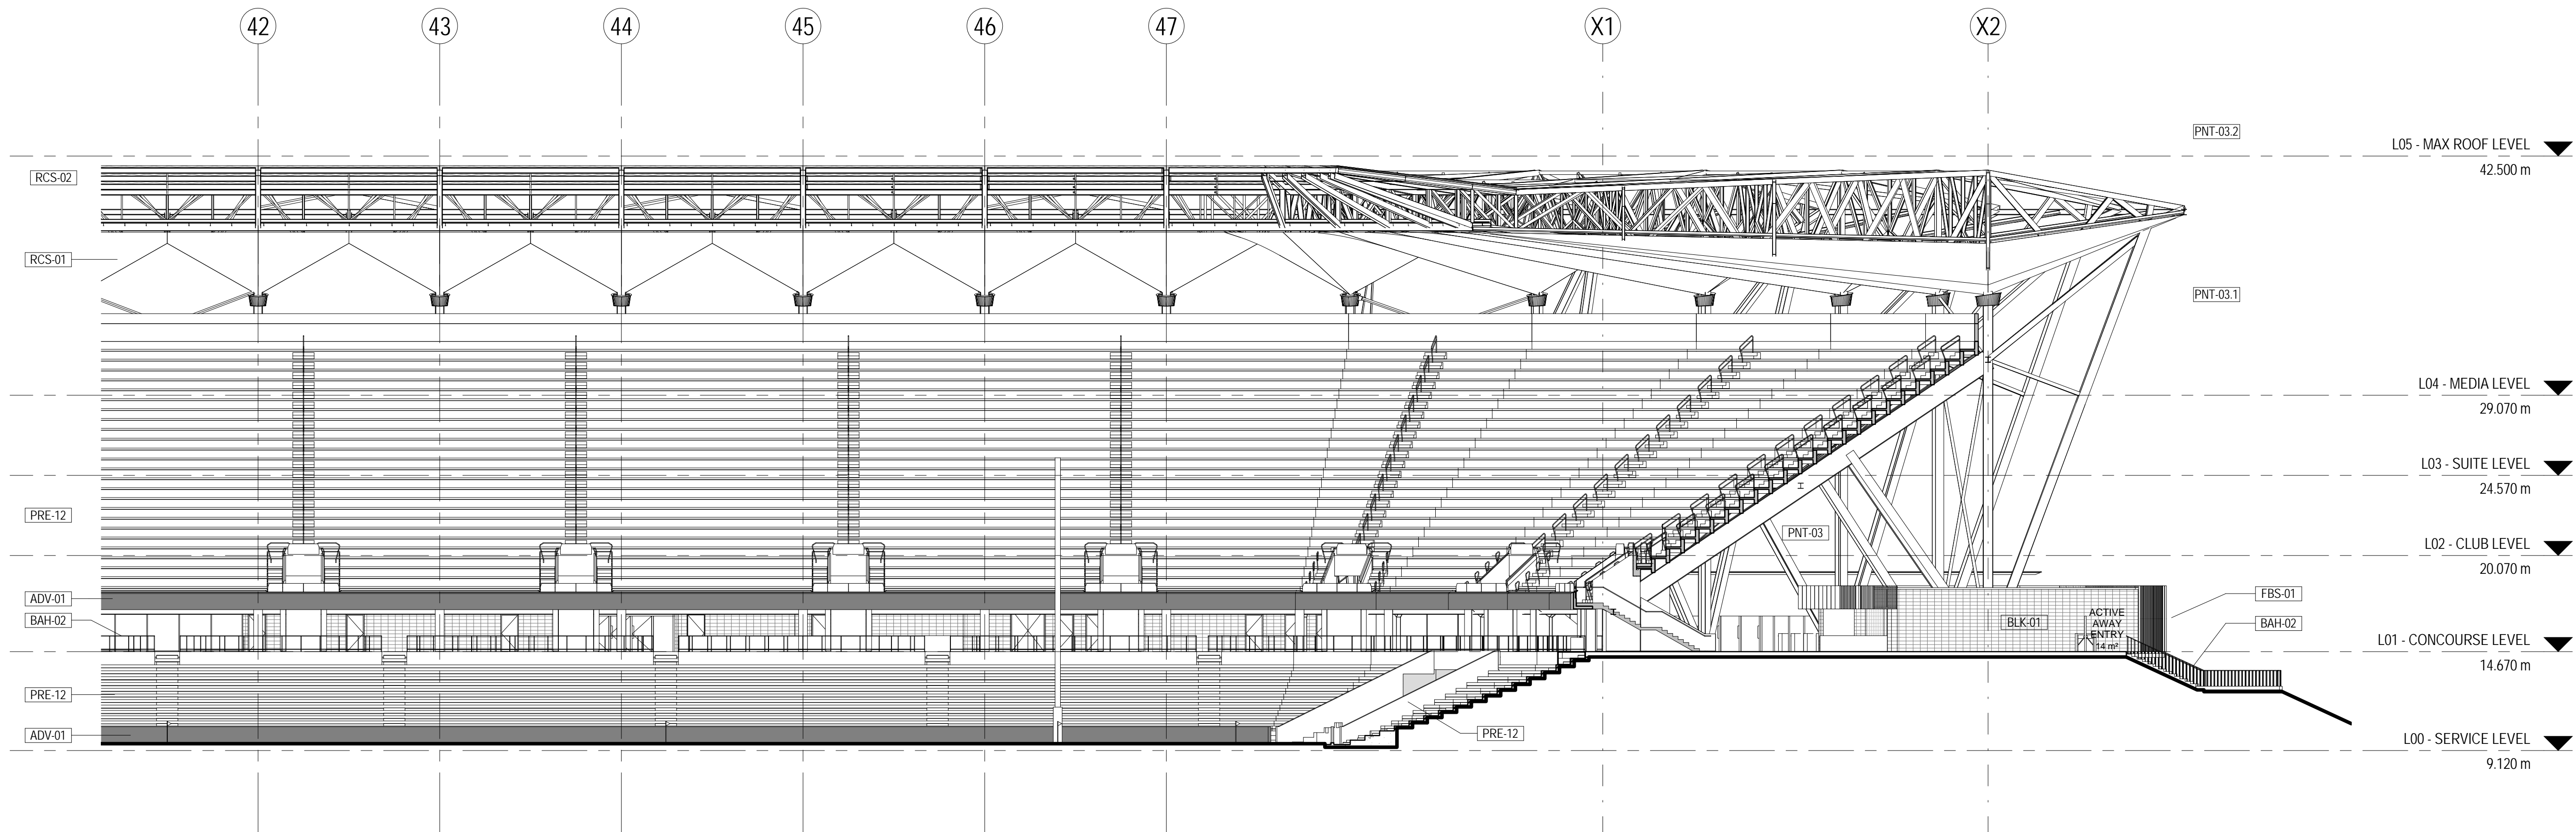 42
43
44
45
46
47
X1
X2
PNT-03.2
L05 - MAX ROOF LEVEL
42.500 m
RCS-02
RCS-01
PNT-03.1
L04 - MEDIA LEVEL
29.070 m
L03 - SUITE LEVEL
24.570 m
PRE-12
PNT-03
L02 - CLUB LEVEL
20.070 m
ADV-01
FBS-01
BAH-02
BLK-01
ACTIVE
AWAY
ENTRY
14 m²
BAH-02
L01 - CONCOURSE LEVEL
14.670 m
PRE-12
ADV-01
PRE-12
L00 - SERVICE LEVEL
9.120 m